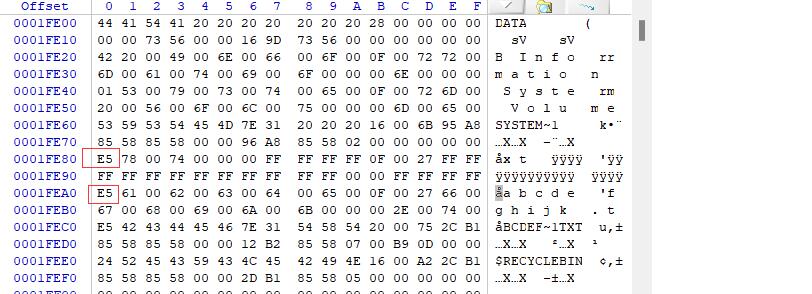 Offset 0 1 2 3 4 5 6 7 8 9 A B C D E F
0001FE00 44 41 54 41 20 20 20 20 20 20 20 28 00 00 00 00 DATA (
0001FE10 00 00 73 56 00 00 16 9D 73 56 00 00 00 00 00 00 sV sV
0001FE20 42 20 00 49 00 6E 00 66 00 6F 00 0F 00 72 72 00 B I n f o rr
0001FE30 6D 00 61 00 74 00 69 00 6F 00 00 00 6E 00 00 00 m a t i o n
0001FE40 01 53 00 79 00 73 00 74 00 65 00 0F 00 72 6D 00 S y s t e rm
0001FE50 20 00 56 00 6F 00 6C 00 75 00 00 00 6D 00 65 00 V o l u m e
0001FE60 53 59 53 54 45 4D 7E 31 20 20 20 16 00 6B 95 A8 SYSTEM~1 k•¨
0001FE70 85 58 85 58 00 00 96 A8 85 58 02 00 00 00 00 00 …X…X –¨…X
0001FE80 E5 78 00 74 00 00 00 FF FF FF FF 0F 00 27 FF FF åx t ÿÿÿÿ 'ÿÿ
0001FE90 FF FF FF FF FF FF FF FF FF FF 00 00 FF FF FF FF ÿÿÿÿÿÿÿÿÿÿ ÿÿÿÿ
0001FEA0 E5 61 00 62 00 63 00 64 00 65 00 0F 00 27 66 00 åa b c d e 'f
0001FEB0 67 00 68 00 69 00 6A 00 6B 00 00 00 2E 00 74 00 g h i j k . t
0001FEC0 E5 42 43 44 45 46 7E 31 54 58 54 20 00 75 2C B1 åBCDEF~1TXT u,±
0001FED0 85 58 85 58 00 00 12 B2 85 58 07 00 B9 0D 00 00 …X…X ²…X ¹
0001FEE0 24 52 45 43 59 43 4C 45 42 49 4E 16 00 A2 2C B1 $RECYCLEBIN ¢,±
0001FEF0 85 58 85 58 00 00 2D B1 85 58 05 00 00 00 00 00 …X…X -±…X